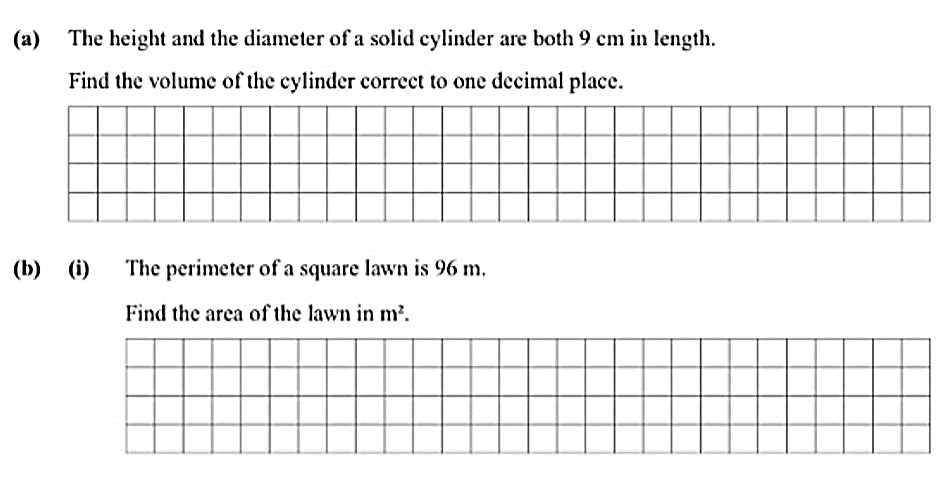 (a) The height and the diameter of a solid cylinder are both 9 cm in length.
Find the volume of the cylinder correct to one decimal place.
(b) (i) The perimeter of a square lawn is 96 m.
Find the area of the lawn in m².